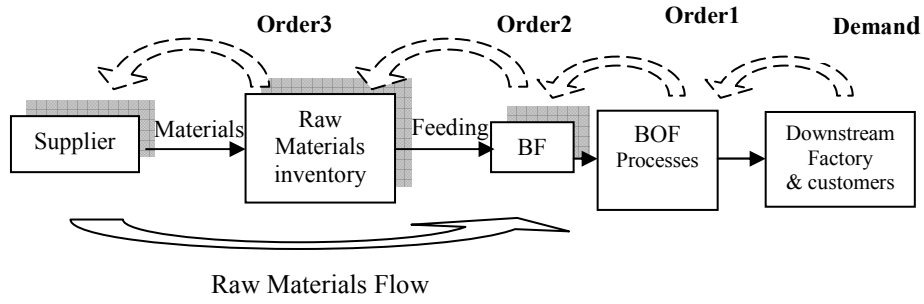 Order3
Order2
Order1
Demand
Supplier
Materials
Raw
Materials
inventory
Feeding
BF
BOF
Processes
Downstream
Factory
& customers
Raw Materials Flow